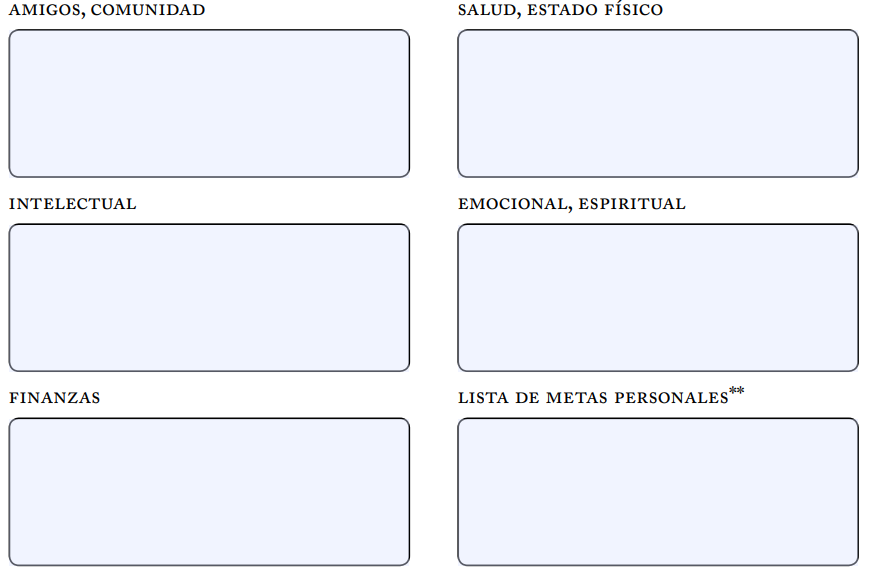 AMIGOS, COMUNIDAD
SALUD, ESTADO FÍSICO
INTELECTUAL
EMOCIONAL, ESPIRITUAL
FINANZAS
LISTA DE METAS PERSONALES**